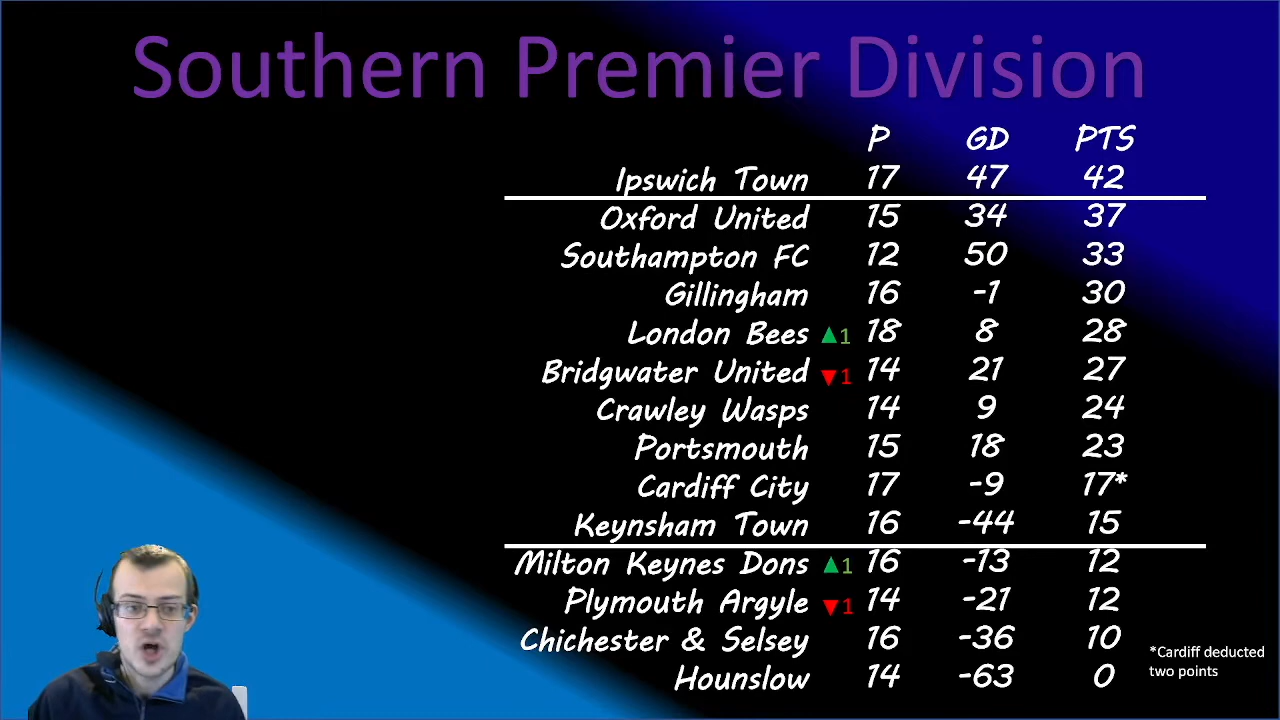 Southern Premier Division
P GD PTS
Ipswich Town 17 47 42
Oxford United 15 34 37
Southampton FC 12 50 33
Gillingham 16 -1 30
London Bees ▲1 18 8 28
Bridgwater United ▼1 14 21 27
Crawley Wasps 14 9 24
Portsmouth 15 18 23
Cardiff City 17 -9 17*
Keynsham Town 16 -44 15
Milton Keynes Dons ▲1 16 -13 12
Plymouth Argyle ▼1 14 -21 12
Chichester & Selsey 16 -36 10
Hounslow 14 -63 0
*Cardiff deducted
two points